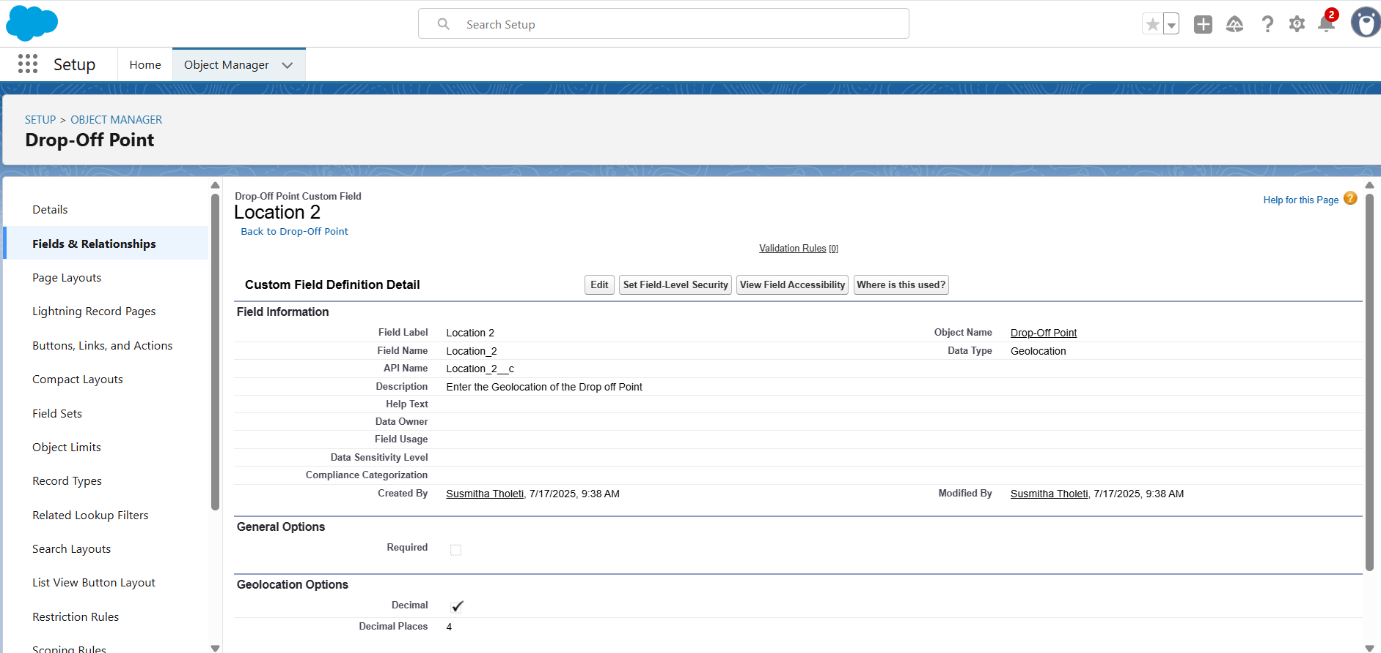 Search Setup
2
Setup
Home
Object Manager
SETUP > OBJECT MANAGER
Drop-Off Point
Details
Fields & Relationships
Page Layouts
Lightning Record Pages
Buttons, Links, and Actions
Compact Layouts
Field Sets
Object Limits
Record Types
Related Lookup Filters
Search Layouts
List View Button Layout
Restriction Rules
Scoping Rules
Drop-Off Point Custom Field
Location 2
Back to Drop-Off Point
Help for this Page ?
Validation Rules [0]
Custom Field Definition Detail
Edit
Set Field-Level Security
View Field Accessibility
Where is this used?
Field Information
Field Label Location 2 Object Name Drop-Off Point
Field Name Location_2 Data Type Geolocation
API Name Location_2__c
Description Enter the Geolocation of the Drop off Point
Help Text
Data Owner
Field Usage
Data Sensitivity Level
Compliance Categorization
Created By Susmitha Tholeti, 7/17/2025, 9:38 AM Modified By Susmitha Tholeti, 7/17/2025, 9:38 AM
General Options
Required
Geolocation Options
Decimal ✓
Decimal Places 4